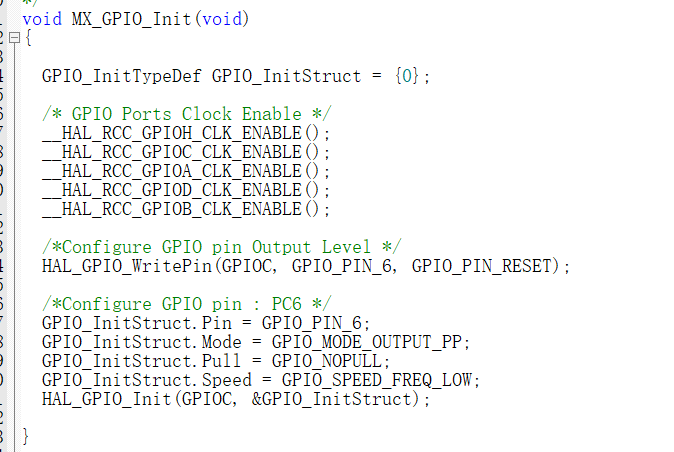 */
void MX_GPIO_Init(void)
{
GPIO_InitTypeDef GPIO_InitStruct = {0};
/* GPIO Ports Clock Enable */
__HAL_RCC_GPIOH_CLK_ENABLE();
__HAL_RCC_GPIOC_CLK_ENABLE();
__HAL_RCC_GPIOA_CLK_ENABLE();
__HAL_RCC_GPIOD_CLK_ENABLE();
__HAL_RCC_GPIOB_CLK_ENABLE();
/*Configure GPIO pin Output Level */
HAL_GPIO_WritePin(GPIOC, GPIO_PIN_6, GPIO_PIN_RESET);
/*Configure GPIO pin : PC6 */
GPIO_InitStruct.Pin = GPIO_PIN_6;
GPIO_InitStruct.Mode = GPIO_MODE_OUTPUT_PP;
GPIO_InitStruct.Pull = GPIO_NOPULL;
GPIO_InitStruct.Speed = GPIO_SPEED_FREQ_LOW;
HAL_GPIO_Init(GPIOC, &GPIO_InitStruct);
}